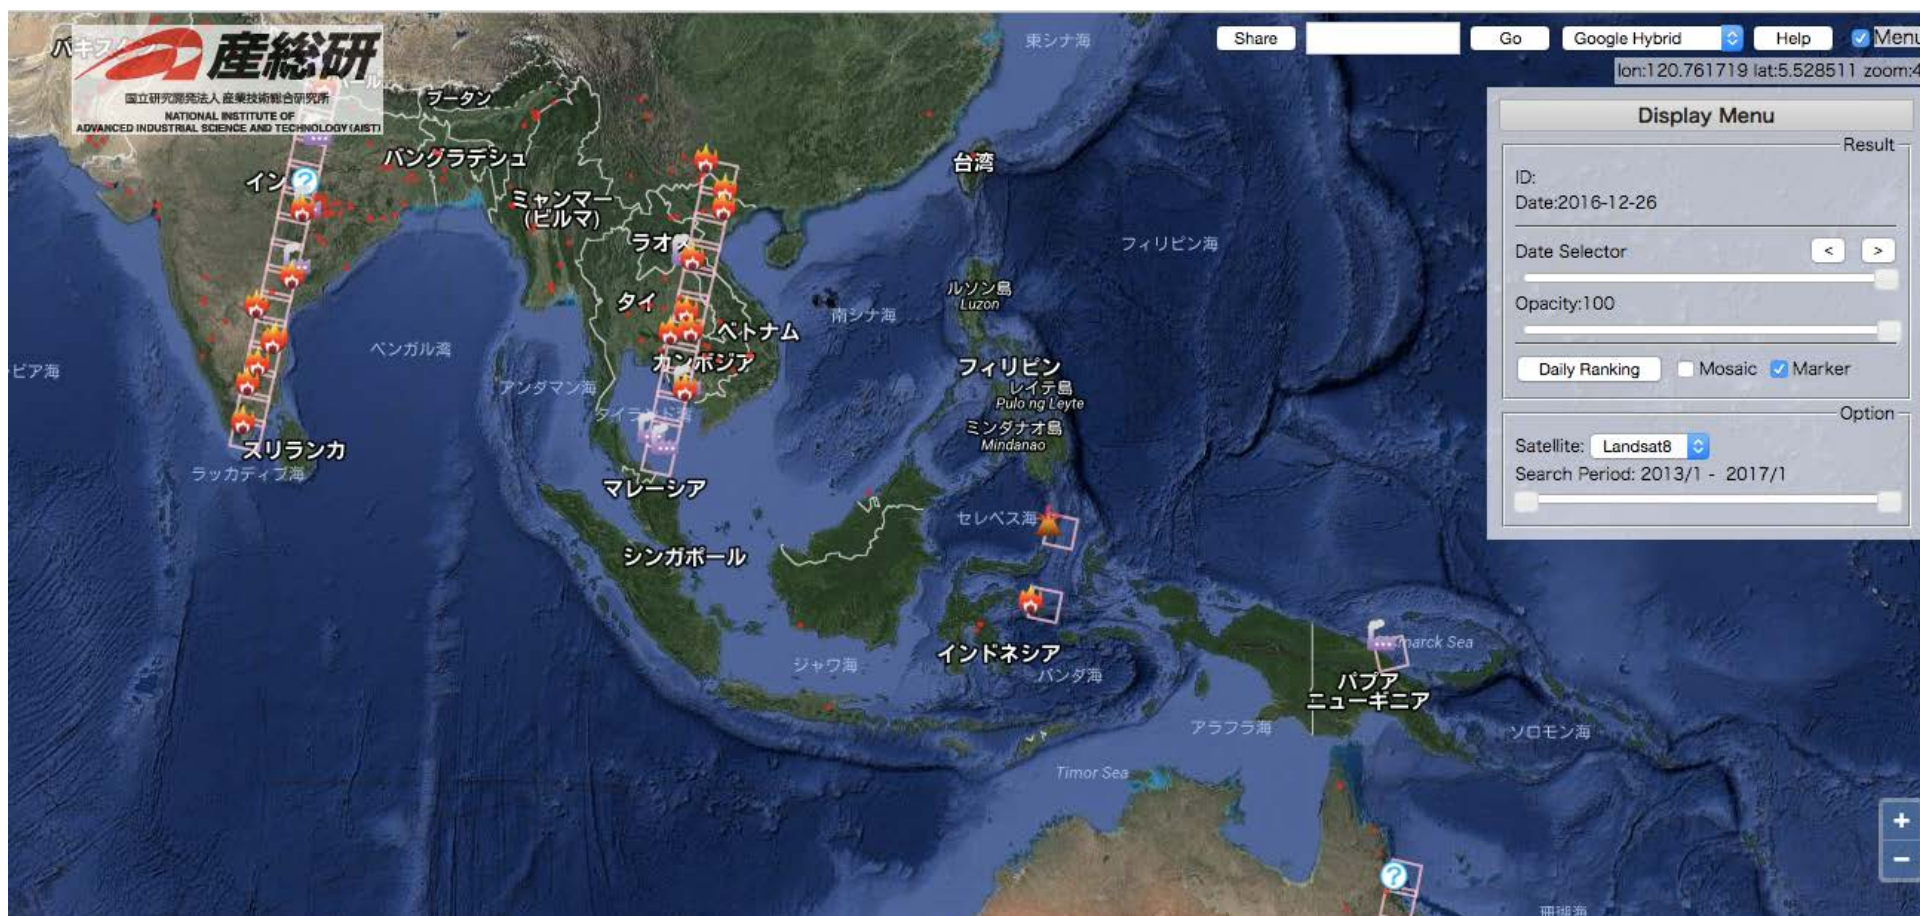 産総研
国立研究開発法人 産業技術総合研究所
NATIONAL INSTITUTE OF
ADVANCED INDUSTRIAL SCIENCE AND TECHNOLOGY (AIST)
東シナ海
Share
Go
Google Hybrid
Help
Menu
lon:120.761719 lat:5.528511 zoom:4
Display Menu
Result
ID:
Date:2016-12-26
Date Selector
<
>
Opacity:100
Daily Ranking
Mosaic
Marker
Option
Satellite: Landsat8
Search Period: 2013/1 - 2017/1
ブータン
バングラデシュ
台湾
ミャンマー
(ビルマ)
フィリピン海
タイ
ルソン島
Luzon
南シナ海
ベトナム
ベンガル湾
カンボジア
フィリピン
アンダマン海
レイテ島
Pulo ng Leyte
ミンダナオ島
Mindanao
スリランカ
ラッカディブ海
マレーシア
セレベス海
シンガポール
インドネシア
ジャワ海
バンダ海
パプア
ニューギニア
アラフラ海
ソロモン海
Timor Sea
珊瑚海
+
−